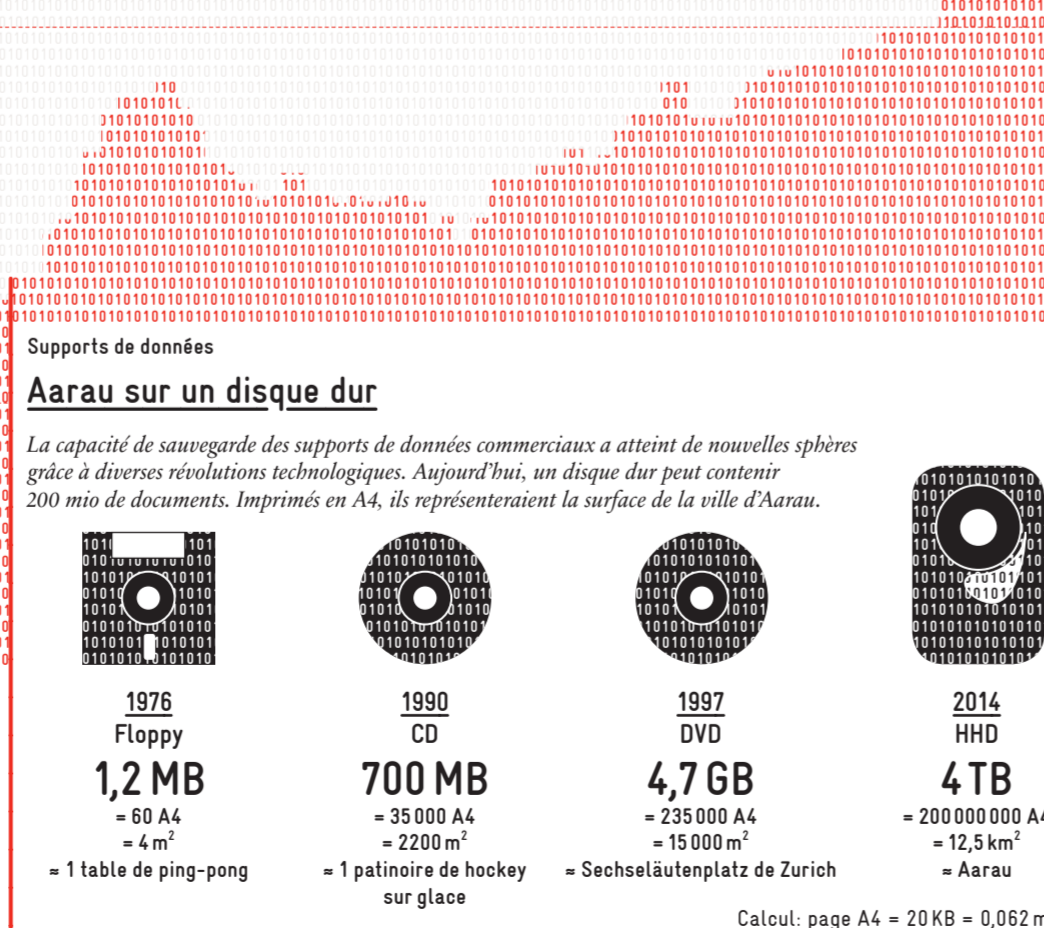 Supports de données
Aarau sur un disque dur
La capacité de sauvegarde des supports de données commerciaux a atteint de nouvelles sphères
grâce à diverses révolutions technologiques. Aujourd'hui, un disque dur peut contenir
200 mio de documents. Imprimés en A4, ils représenteraient la surface de la ville d'Aarau.
1976
Floppy
1,2 MB
= 60 A4
= 4 m²
≈ 1 table de ping-pong
1990
CD
700 MB
= 35 000 A4
= 2200 m²
≈ 1 patinoire de hockey
sur glace
1997
DVD
4,7 GB
= 235 000 A4
= 15 000 m²
≈ Sechseläutenplatz de Zurich
2014
HHD
4 TB
= 200 000 000 A4
= 12,5 km²
≈ Aarau
Calcul: page A4 = 20 KB = 0,062 m